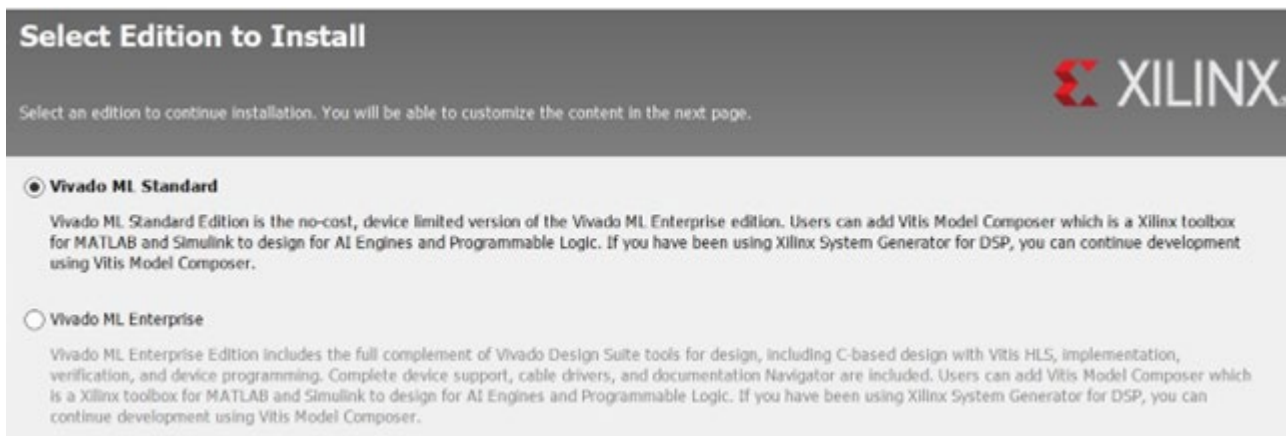 Select Edition to Install
XILINX.
Select an edition to continue installation. You will be able to customize the content in the next page.
Vivado ML Standard
Vivado ML Standard Edition is the no-cost, device limited version of the Vivado ML Enterprise edition. Users can add Vitis Model Composer which is a Xilinx toolbox
for MATLAB and Simulink to design for AI Engines and Programmable Logic. If you have been using Xilinx System Generator for DSP, you can continue development
using Vitis Model Composer.
Vivado ML Enterprise
Vivado ML Enterprise Edition includes the full complement of Vivado Design Suite tools for design, including C-based design with Vitis HLS, implementation,
verification, and device programming. Complete device support, cable drivers, and documentation Navigator are included. Users can add Vitis Model Composer which
is a Xilinx toolbox for MATLAB and Simulink to design for AI Engines and Programmable Logic. If you have been using Xilinx System Generator for DSP, you can
continue development using Vitis Model Composer.